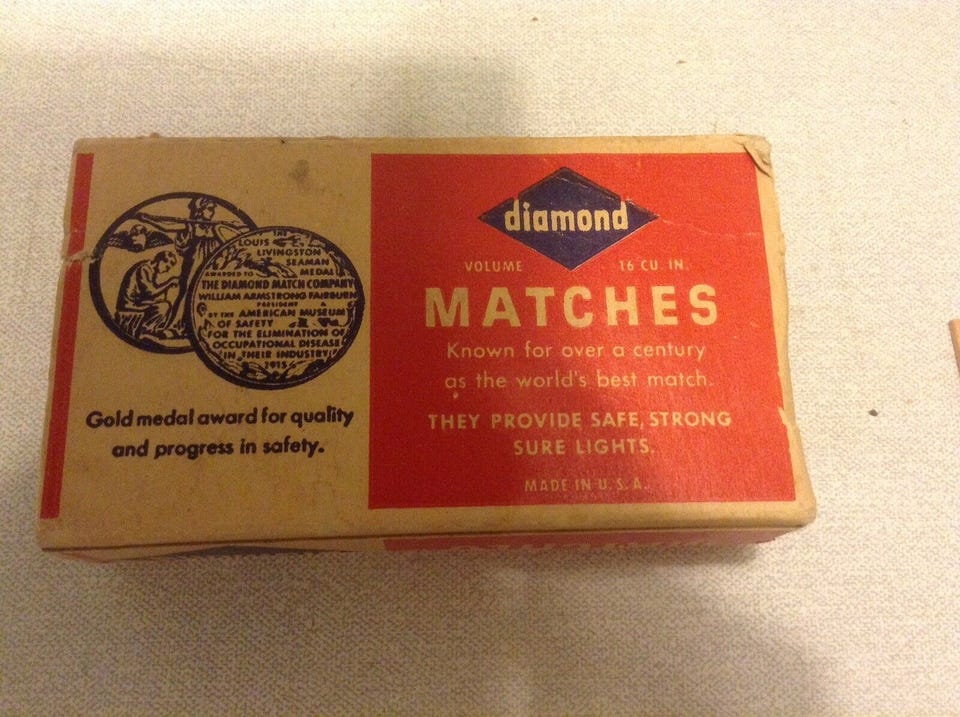 THE
LOUIS
LIVINGSTON
SEAMAN
AWARDED TO MEDAL
THE DIAMOND MATCH COMPANY
WILLIAM ARMSTRONG FAIRBURN
PRESIDENT
BY THE AMERICAN MUSEUM
OF SAFETY
FOR THE ELIMINATION OF
OCCUPATIONAL DISEASE
IN THEIR INDUSTRY
1915
Gold medal award for quality
and progress in safety.
diamond
VOLUME 16 CU. IN.
MATCHES
Known for over a century
as the world's best match.
THEY PROVIDE SAFE, STRONG
SURE LIGHTS.
MADE IN U.S.A.